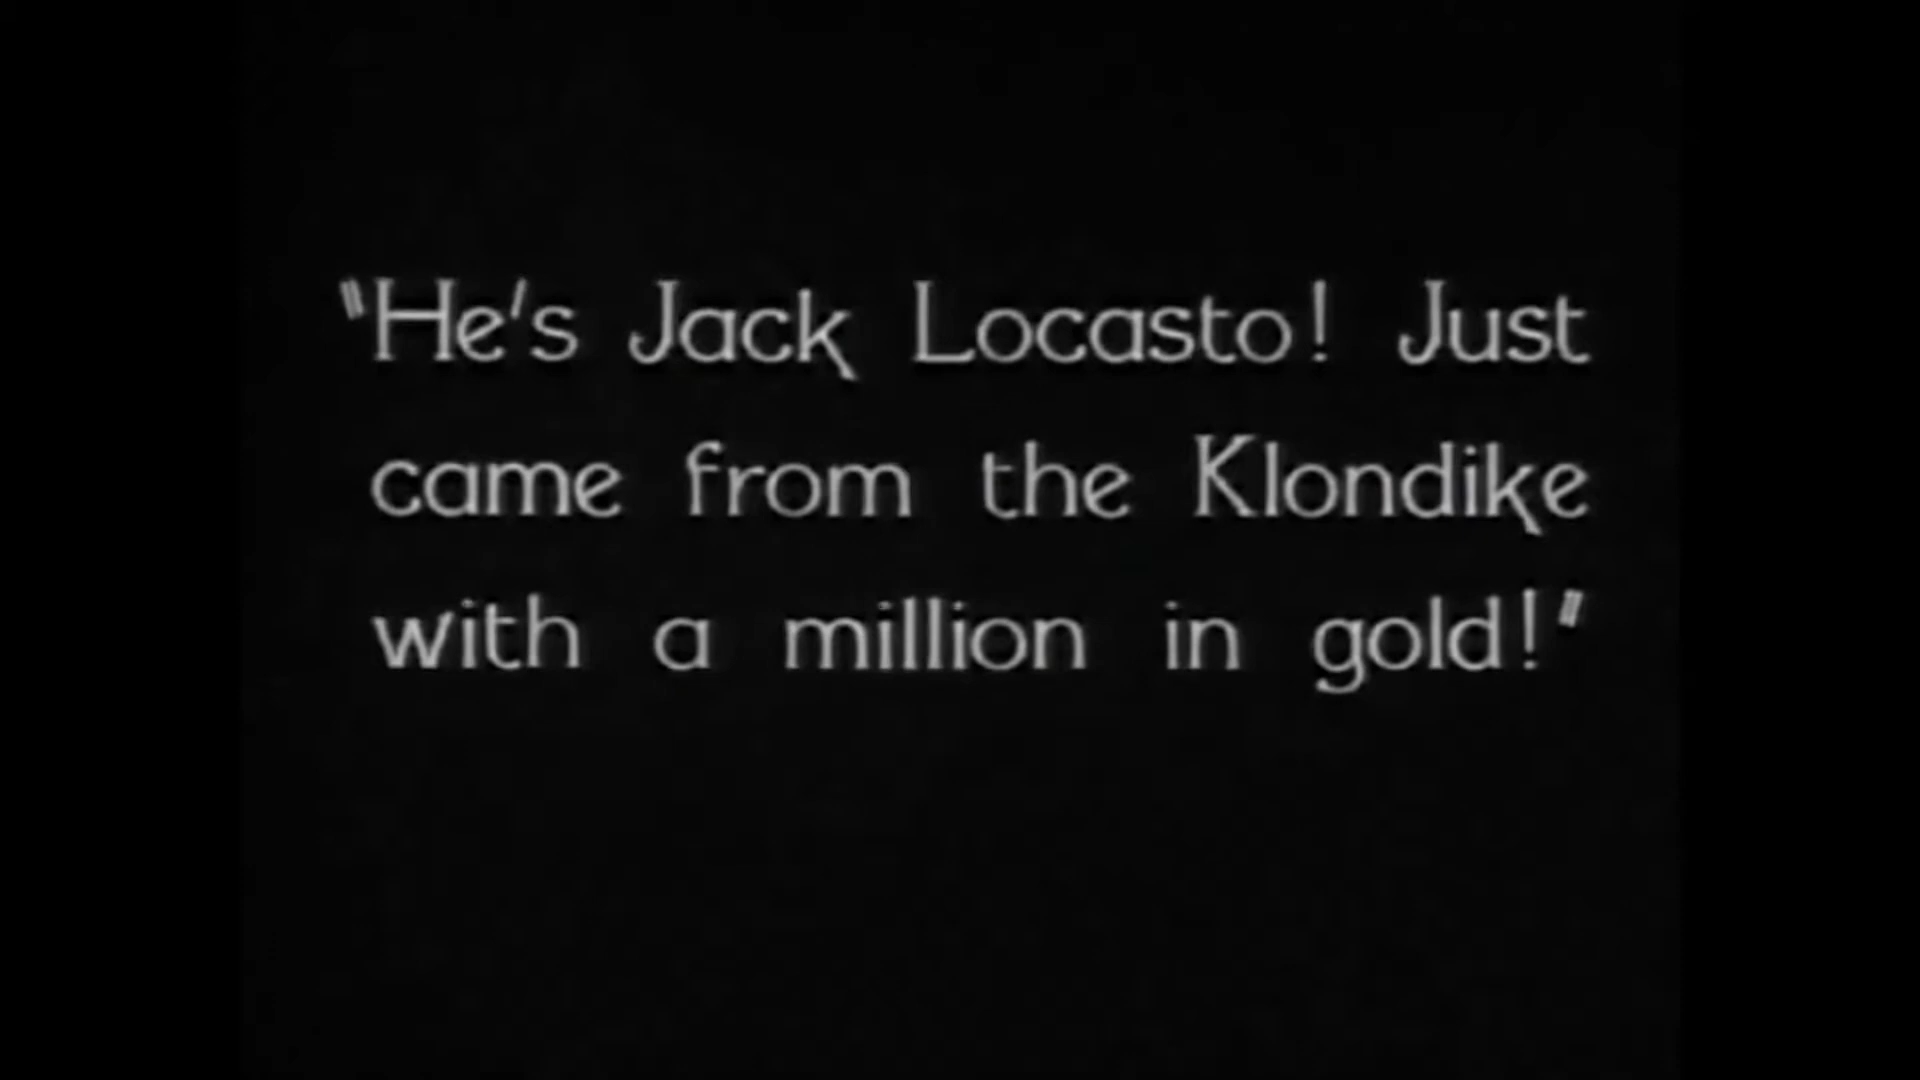 "He's Jack Locasto! Just
came from the Klondike
with a million in gold!"